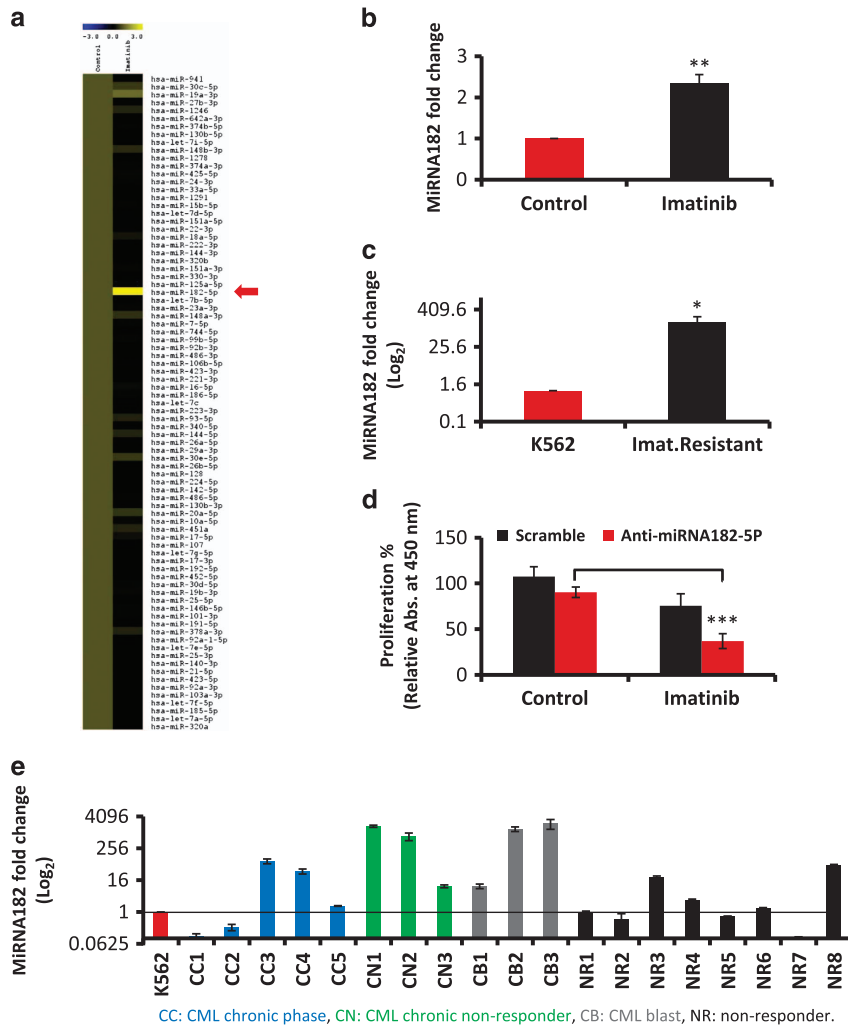 a
-3.0 0.0 3.0
Control
Imatinib
hsa-miR-941
hsa-miR-30c-5p
hsa-miR-19a-3p
hsa-miR-27b-3p
hsa-miR-1246
hsa-miR-642a-3p
hsa-miR-374b-5p
hsa-miR-130b-5p
hsa-let-7i-5p
hsa-miR-148b-3p
hsa-miR-1278
hsa-miR-374a-3p
hsa-miR-425-5p
hsa-miR-24-3p
hsa-miR-33a-5p
hsa-miR-1291
hsa-miR-15b-5p
hsa-let-7d-5p
hsa-miR-151a-5p
hsa-miR-22-3p
hsa-miR-18a-5p
hsa-miR-222-3p
hsa-miR-144-3p
hsa-miR-320b
hsa-miR-151a-3p
hsa-miR-330-3p
hsa-miR-125a-5p
hsa-miR-182-5p
hsa-let-7b-5p
hsa-miR-23a-3p
hsa-miR-148a-3p
hsa-miR-7-5p
hsa-miR-744-5p
hsa-miR-99b-5p
hsa-miR-92b-3p
hsa-miR-486-3p
hsa-miR-106b-5p
hsa-miR-423-3p
hsa-miR-221-3p
hsa-miR-16-5p
hsa-miR-186-5p
hsa-let-7c
hsa-miR-223-3p
hsa-miR-93-5p
hsa-miR-340-5p
hsa-miR-144-5p
hsa-miR-26a-5p
hsa-miR-29a-3p
hsa-miR-30e-5p
hsa-miR-26b-5p
hsa-miR-128
hsa-miR-224-5p
hsa-miR-142-5p
hsa-miR-486-5p
hsa-miR-130b-3p
hsa-miR-20a-5p
hsa-miR-10a-5p
hsa-miR-451a
hsa-miR-17-5p
hsa-miR-107
hsa-let-7g-5p
hsa-miR-17-3p
hsa-miR-192-5p
hsa-miR-452-5p
hsa-miR-30d-5p
hsa-miR-19b-3p
hsa-miR-25-5p
hsa-miR-146b-5p
hsa-miR-101-3p
hsa-miR-191-5p
hsa-miR-378a-3p
hsa-miR-92a-1-5p
hsa-let-7e-5p
hsa-miR-25-3p
hsa-miR-140-3p
hsa-miR-21-5p
hsa-miR-423-5p
hsa-miR-92a-3p
hsa-miR-103a-3p
hsa-let-7f-5p
hsa-miR-185-5p
hsa-let-7a-5p
hsa-miR-320a
b
MiRNA182 fold change
3
2
1
0
**
Control Imatinib
c
MiRNA182 fold change
(Log2)
409.6
25.6
1.6
0.1
*
K562 Imat.Resistant
d
Proliferation %
(Relative Abs. at 450 nm)
150
100
50
0
Scramble Anti-miRNA182-5P
***
Control Imatinib
e
MiRNA182 fold change
(Log2)
4096
256
16
1
0.0625
K562 CC1 CC2 CC3 CC4 CC5 CN1 CN2 CN3 CB1 CB2 CB3 NR1 NR2 NR3 NR4 NR5 NR6 NR7 NR8
CC: CML chronic phase, CN: CML chronic non-responder, CB: CML blast, NR: non-responder.